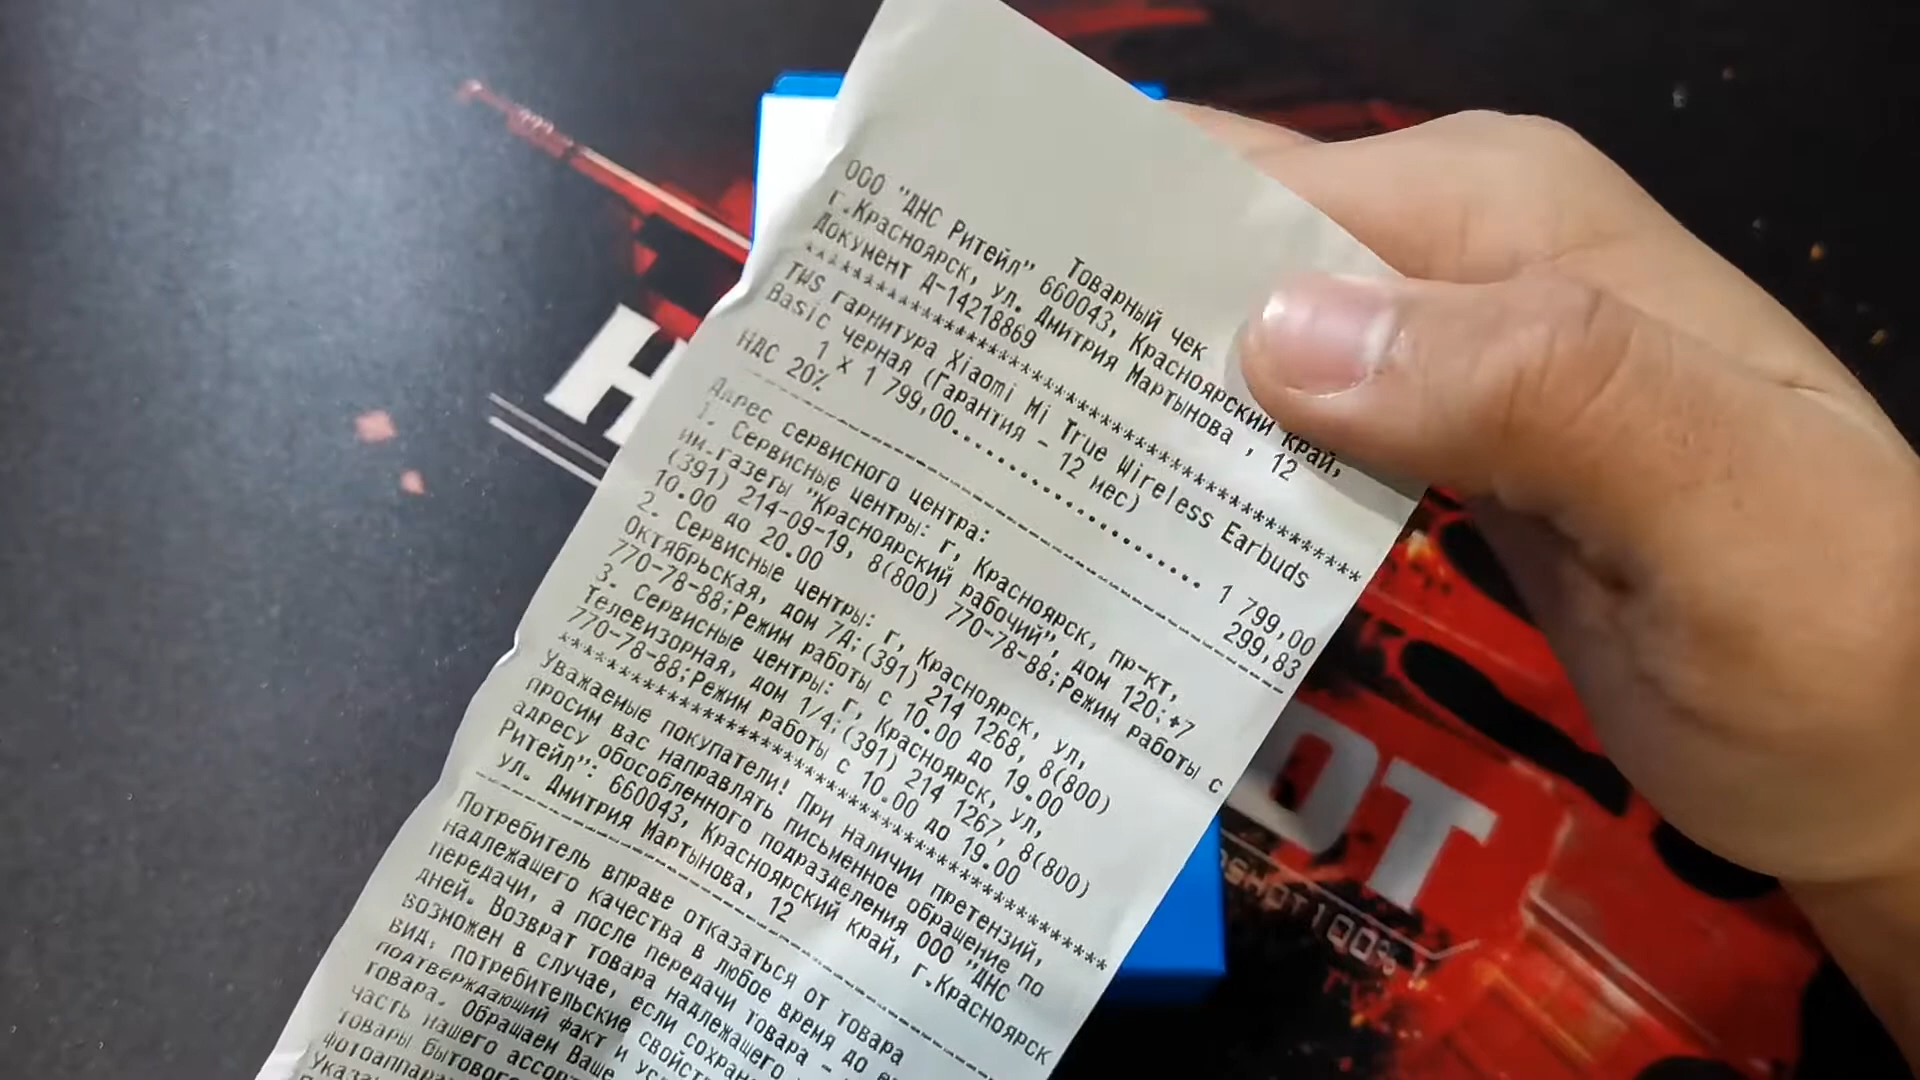 Товарный чек
ООО "ДНС Ритейл" 660043, Красноярский край,
г.Красноярск, ул. Дмитрия Мартынова , 12
Документ Д-14218869
****************************************
TWS гарнитура Xiaomi Mi True Wireless Earbuds
Basic черная (Гарантия - 12 мес)
1 X 1 799,00..................... 1 799,00
НДС 20% 299,83
Адрес сервисного центра:
1. Сервисные центры: г, Красноярск, пр-кт,
им.газеты "Красноярский рабочий", дом 120;+7
(391) 214-09-19, 8(800) 770-78-88;Режим работы с
10.00 до 20.00
2. Сервисные центры: г, Красноярск, ул,
Октябрьская, дом 7Д;(391) 214 1268, 8(800)
770-78-88;Режим работы с 10.00 до 19.00
3. Сервисные центры: г, Красноярск, ул,
Телевизорная, дом 1/4;(391) 214 1267, 8(800)
770-78-88;Режим работы с 10.00 до 19.00
****************************************
Уважаемые покупатели! При наличии претензий,
просим вас направлять письменное обращение по
адресу обособленного подразделения ООО "ДНС
Ритейл": 660043, Красноярский край, г.Красноярск
ул. Дмитрия Мартынова, 12
Потребитель вправе отказаться от товара
надлежащего качества в любое время до
передачи, а после передачи товара -
дней. Возврат товара надлежащего
возможен в случае, если
вид, потребительские
подтверждающий факт и
товара. Обращаем Ваше
часть нашего
товары
H
OT